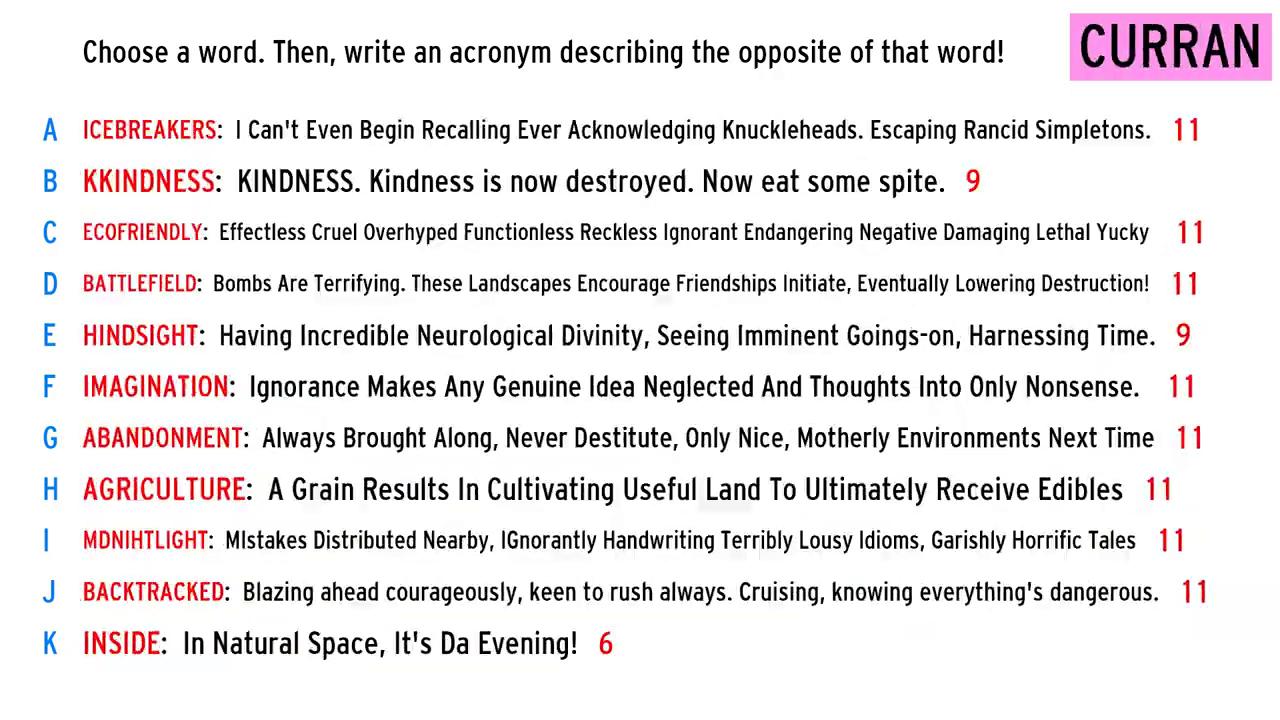 Choose a word. Then, write an acronym describing the opposite of that word!
CURRAN
A ICEBREAKERS: I Can't Even Begin Recalling Ever Acknowledging Knuckleheads. Escaping Rancid Simpletons. 11
B KKINDNESS: KINDNESS. Kindness is now destroyed. Now eat some spite. 9
C ECOFRIENDLY: Effectless Cruel Overhyped Functionless Reckless Ignorant Endangering Negative Damaging Lethal Yucky 11
D BATTLEFIELD: Bombs Are Terrifying. These Landscapes Encourage Friendships Initiate, Eventually Lowering Destruction! 11
E HINDSIGHT: Having Incredible Neurological Divinity, Seeing Imminent Goings-on, Harnessing Time. 9
F IMAGINATION: Ignorance Makes Any Genuine Idea Neglected And Thoughts Into Only Nonsense. 11
G ABANDONMENT: Always Brought Along, Never Destitute, Only Nice, Motherly Environments Next Time 11
H AGRICULTURE: A Grain Results In Cultivating Useful Land To Ultimately Receive Edibles 11
I MDNIHTLIGHT: MIstakes Distributed Nearby, IGnorantly Handwriting Terribly Lousy Idioms, Garishly Horrific Tales 11
J BACKTRACKED: Blazing ahead courageously, keen to rush always. Cruising, knowing everything's dangerous. 11
K INSIDE: In Natural Space, It's Da Evening! 6